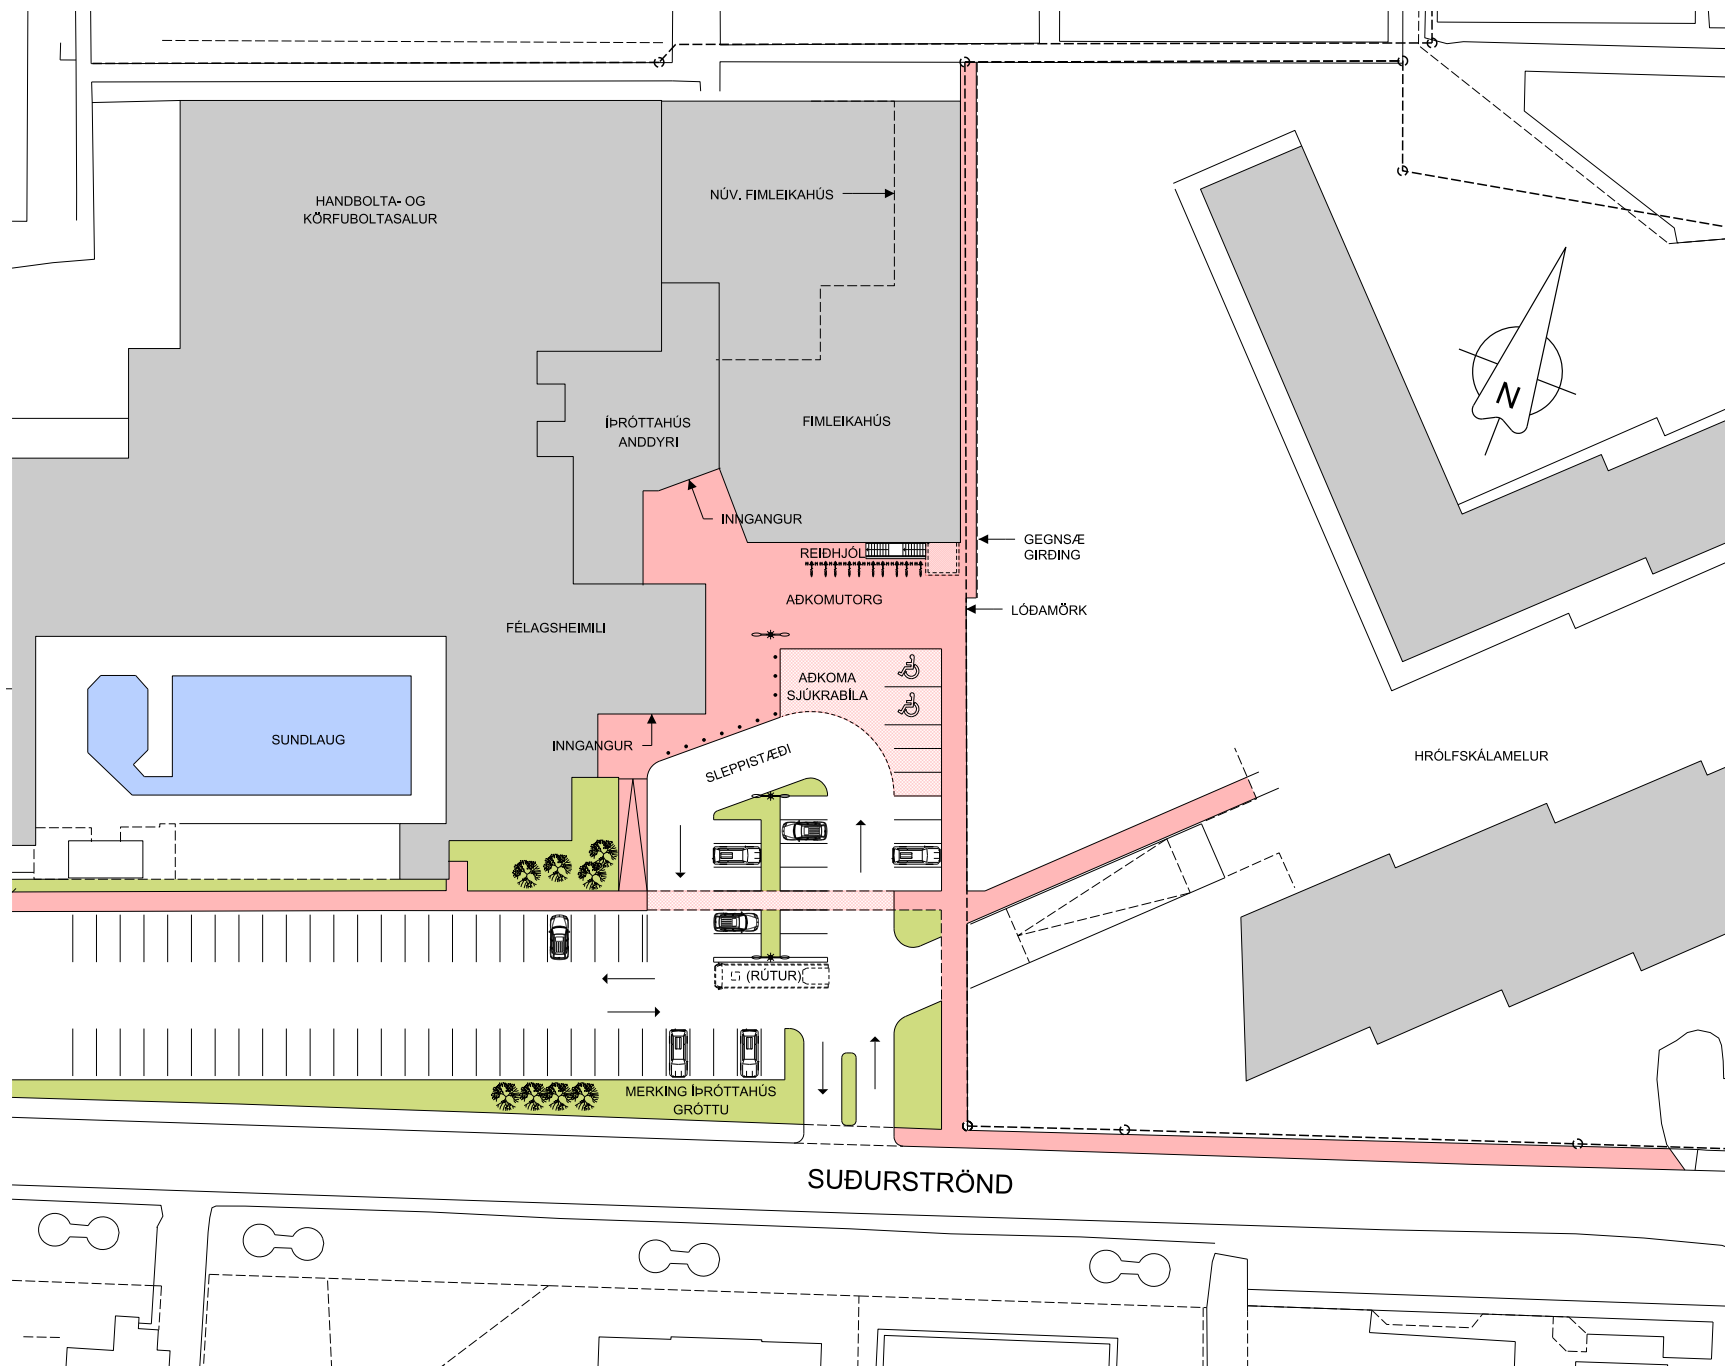 HANDBOLTA- OG
KÖRFUBOLTASALUR
NÚV. FIMLEIKAHÚS
ÍÞRÓTTAHÚS
ANDDYRI
FIMLEIKAHÚS
N
INNGANGUR
REIÐHJÓL
GEGNSÆ
GIRÐING
AÐKOMUTORG
LÓÐAMÖRK
FÉLAGSHEIMILI
AÐKOMA
SJÚKRABÍLA
SUNDLAUG
INNGANGUR
SLEPPISTÆÐI
HRÓLFSKÁLAMELUR
(RÚTUR)
MERKING ÍÞRÓTTAHÚS
GRÓTTU
SUÐURSTRÖND